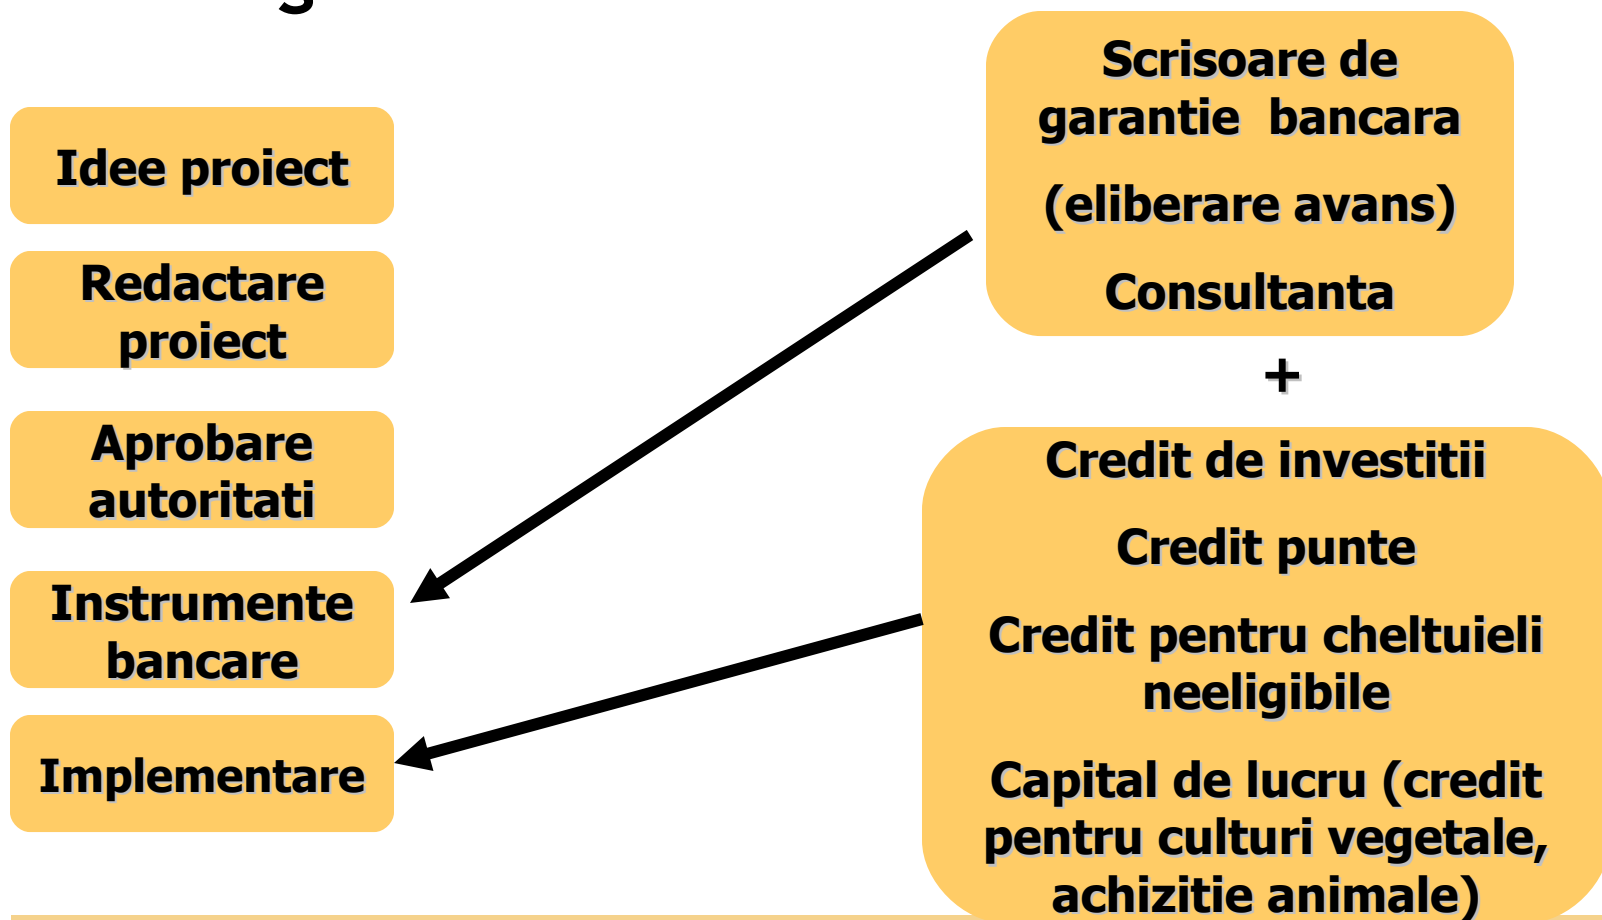 Idee proiect
Redactare
proiect
Aprobare
autoritati
Instrumente
bancare
Implementare
Scrisoare de
garantie bancara
(eliberare avans)
Consultanta
+
Credit de investitii
Credit punte
Credit pentru cheltuieli
neeligibile
Capital de lucru (credit
pentru culturi vegetale,
achizitie animale)